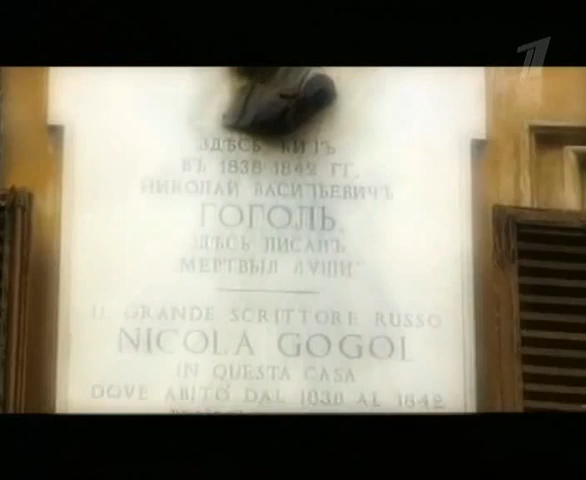 ЗДѢСЬ ЖИЛЪ
ВЪ 1838-1842 ГГ.
НИКОЛАЙ ВАСИЛЬЕВИЧЪ
ГОГОЛЬ.
ЗДѢСЬ ПИСАЛЪ
"МЕРТВЫЯ ДУШИ"
IL GRANDE SCRITTORE RUSSO
NICOLA GOGOL
IN QUESTA CASA
DOVE ABITÒ DAL 1838 AL 1842